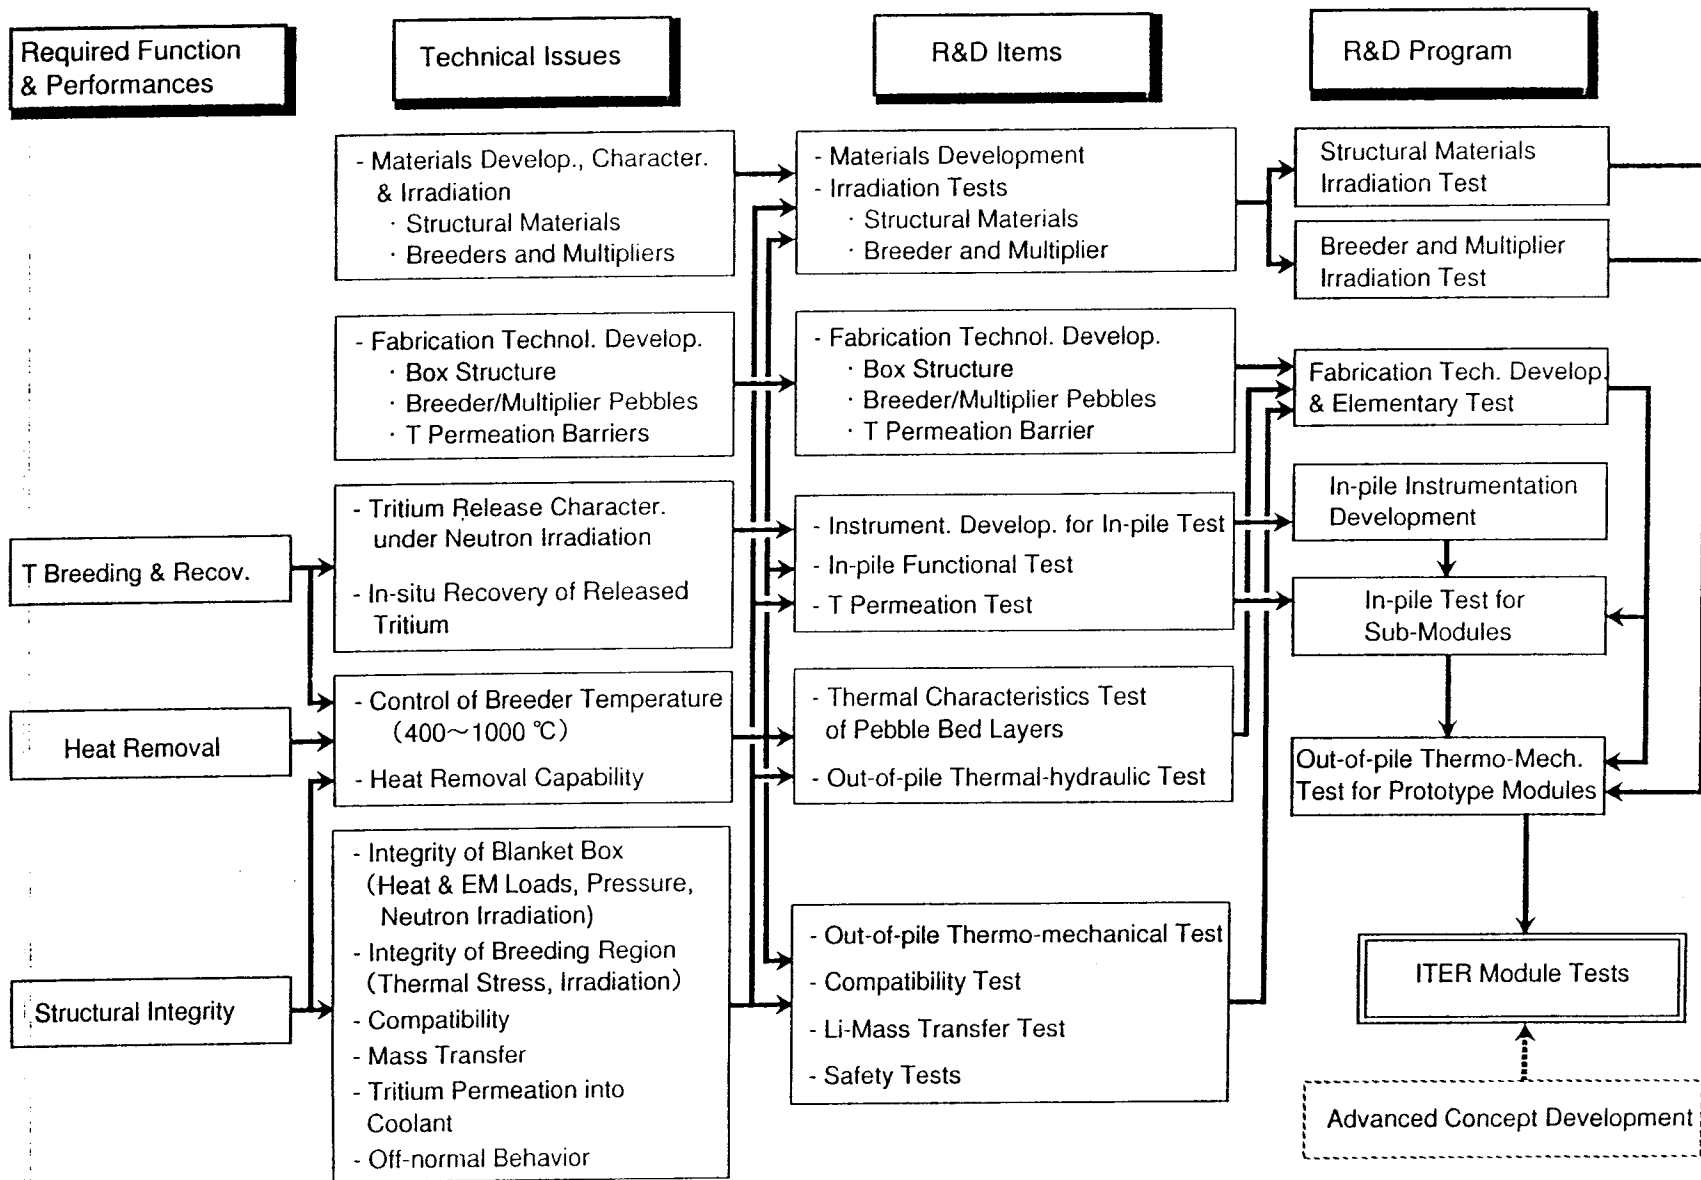 Required Function
& Performances
Technical Issues
R&D Items
R&D Program
- Materials Develop., Character.
& Irradiation
· Structural Materials
· Breeders and Multipliers
- Materials Development
- Irradiation Tests
· Structural Materials
· Breeder and Multiplier
Structural Materials
Irradiation Test
Breeder and Multiplier
Irradiation Test
- Fabrication Technol. Develop.
· Box Structure
· Breeder/Multiplier Pebbles
· T Permeation Barriers
- Fabrication Technol. Develop.
· Box Structure
· Breeder/Multiplier Pebbles
· T Permeation Barrier
Fabrication Tech. Develop.
& Elementary Test
T Breeding & Recov.
- Tritium Release Character.
under Neutron Irradiation
- In-situ Recovery of Released
Tritium
- Instrument. Develop. for In-pile Test
- In-pile Functional Test
- T Permeation Test
In-pile Instrumentation
Development
In-pile Test for
Sub-Modules
Heat Removal
- Control of Breeder Temperature
(400～1000 ℃)
- Heat Removal Capability
- Thermal Characteristics Test
of Pebble Bed Layers
- Out-of-pile Thermal-hydraulic Test
Out-of-pile Thermo-Mech.
Test for Prototype Modules
Structural Integrity
- Integrity of Blanket Box
(Heat & EM Loads, Pressure,
Neutron Irradiation)
- Integrity of Breeding Region
(Thermal Stress, Irradiation)
- Compatibility
- Mass Transfer
- Tritium Permeation into
Coolant
- Off-normal Behavior
- Out-of-pile Thermo-mechanical Test
- Compatibility Test
- Li-Mass Transfer Test
- Safety Tests
ITER Module Tests
Advanced Concept Development